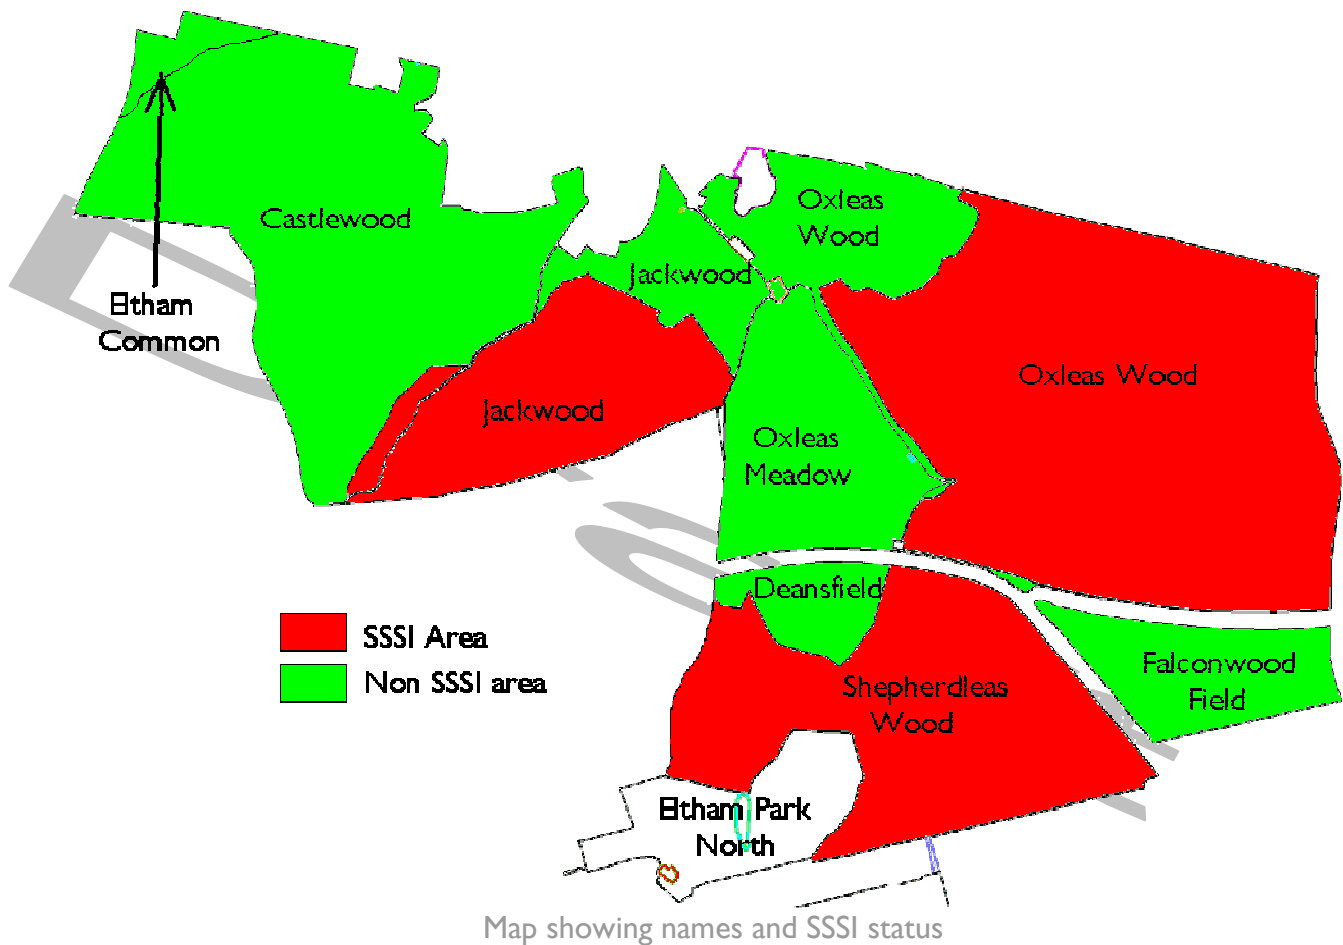 Castlewood
Oxleas
Wood
Jackwood
Eltham
Common
Oxleas Wood
Jackwood
Oxleas
Meadow
Deansfield
SSSI Area
Non SSSI area
Falconwood
Field
Shepherdleas
Wood
Eltham Park
North
Map showing names and SSSI status